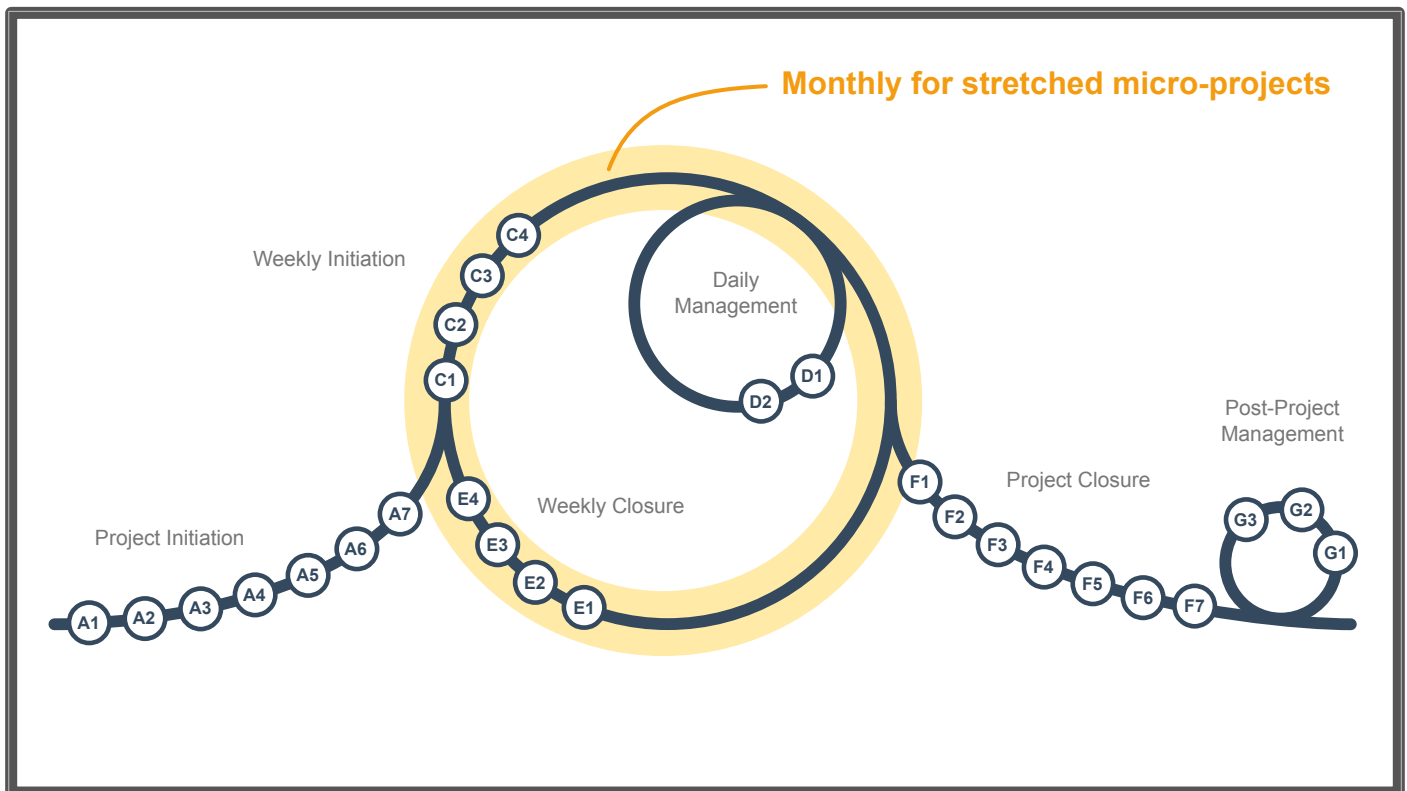 Monthly for stretched micro-projects
Weekly Initiation
C4
C3
C2
C1
Daily
Management
D1
D2
Project Initiation
A1
A2
A3
A4
A5
A6
A7
Weekly Closure
E4
E3
E2
E1
Project Closure
F1
F2
F3
F4
F5
F6
F7
Post-Project
Management
G3
G2
G1